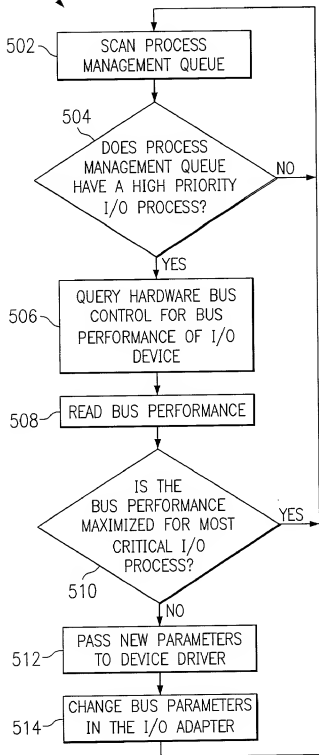 502
SCAN PROCESS
MANAGEMENT QUEUE
504
DOES PROCESS
MANAGEMENT QUEUE
HAVE A HIGH PRIORITY
I/O PROCESS?
NO
YES
506
QUERY HARDWARE BUS
CONTROL FOR BUS
PERFORMANCE OF I/O
DEVICE
508
READ BUS PERFORMANCE
IS THE
BUS PERFORMANCE
MAXIMIZED FOR MOST
CRITICAL I/O
PROCESS?
YES
510
NO
512
PASS NEW PARAMETERS
TO DEVICE DRIVER
514
CHANGE BUS PARAMETERS
IN THE I/O ADAPTER